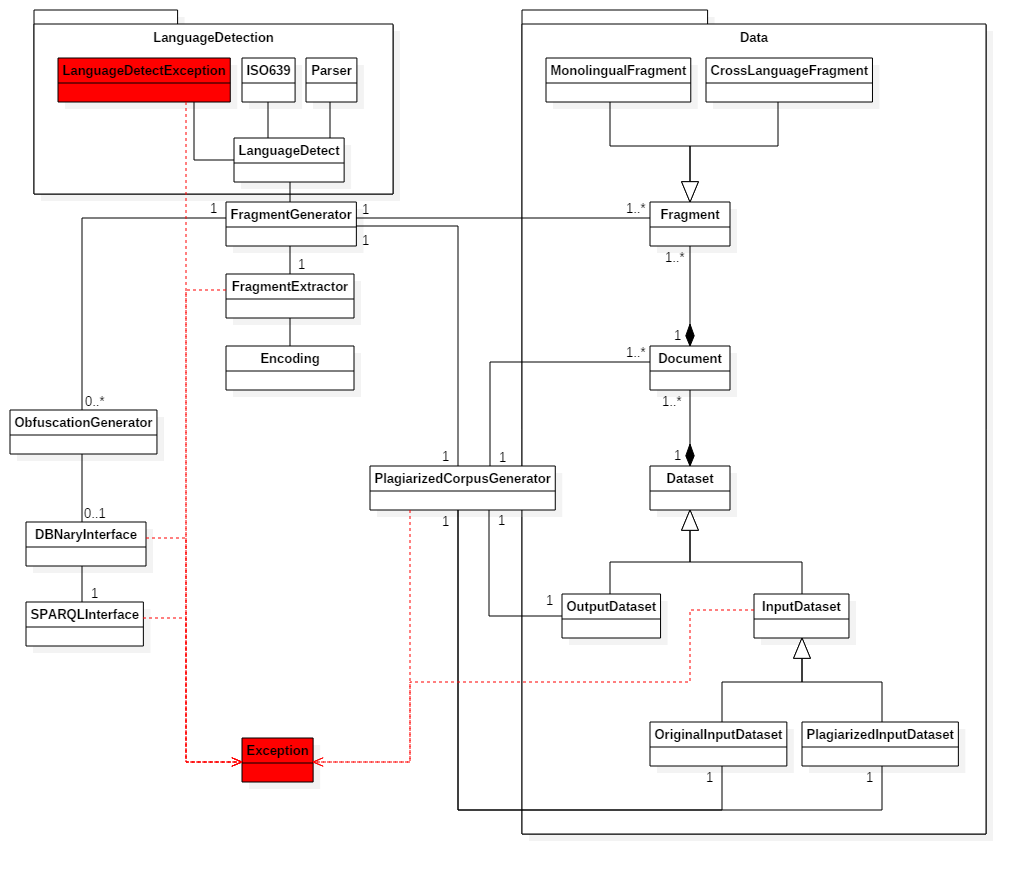 LanguageDetection
Data
LanguageDetectException
ISO639
Parser
MonolingualFragment
CrossLanguageFragment
LanguageDetect
1
FragmentGenerator
1
1..*
Fragment
1
1..*
1
FragmentExtractor
1
1..*
Encoding
Document
0..*
1..*
ObfuscationGenerator
1
1
1
PlagiarizedCorpusGenerator
Dataset
0..1
1
1
DBNaryInterface
1
1
SPARQLInterface
OutputDataset
InputDataset
Exception
OriginalInputDataset
PlagiarizedInputDataset
1
1